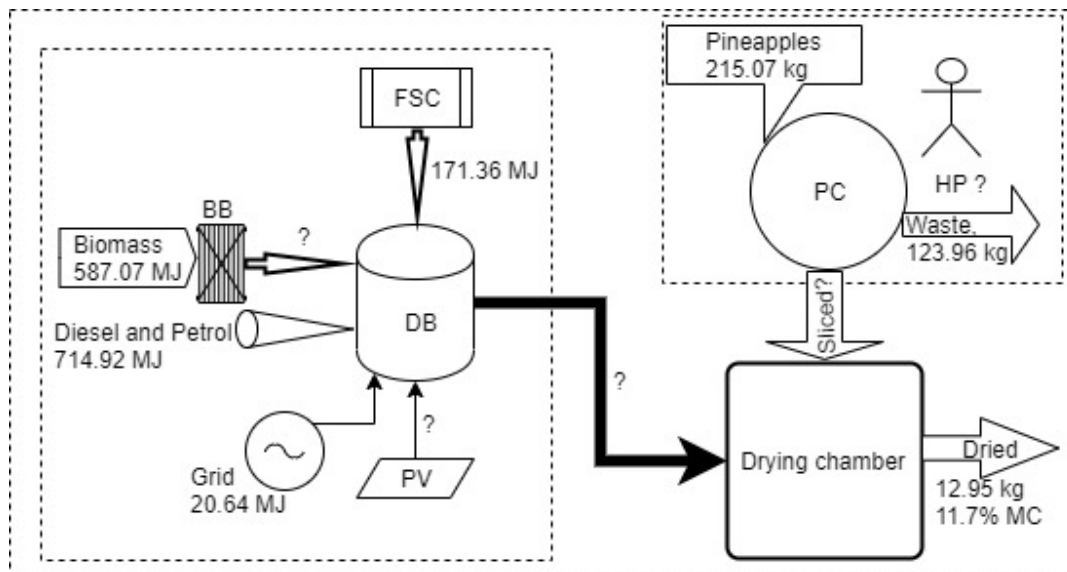 FSC
171.36 MJ
BB
Biomass
587.07 MJ
?
Diesel and Petrol
714.92 MJ
DB
Grid
20.64 MJ
?
PV
?
Pineapples
215.07 kg
PC
HP ?
Waste,
123.96 kg
Sliced?
Drying chamber
Dried
12.95 kg
11.7% MC